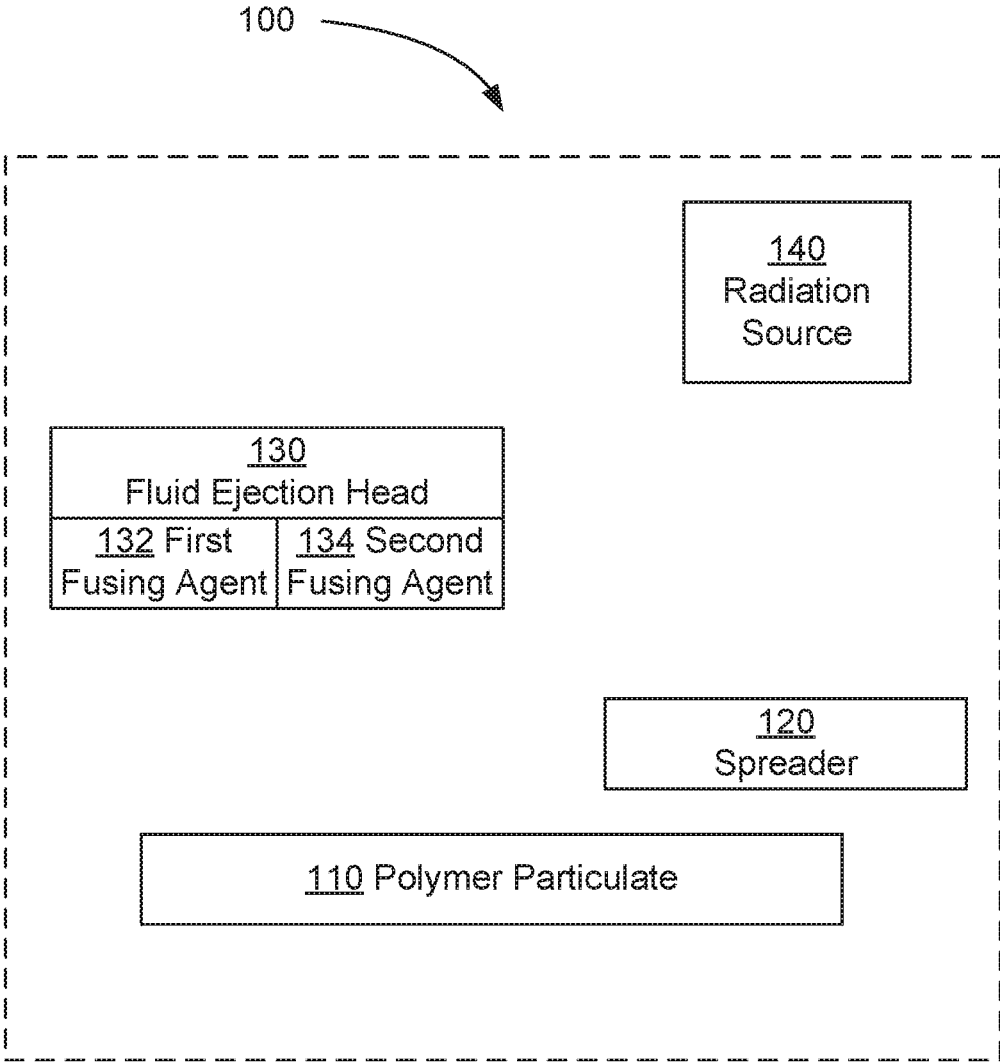 100
140
Radiation
Source
130
Fluid Ejection Head
132 First
Fusing Agent
134 Second
Fusing Agent
120
Spreader
110 Polymer Particulate